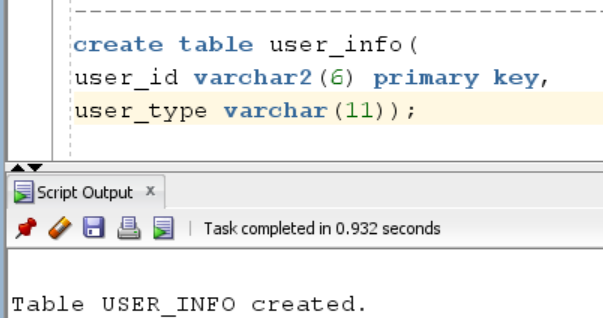 create table user_info(
user_id varchar2(6) primary key,
user_type varchar(11));
Script Output x
Task completed in 0.932 seconds
Table USER_INFO created.